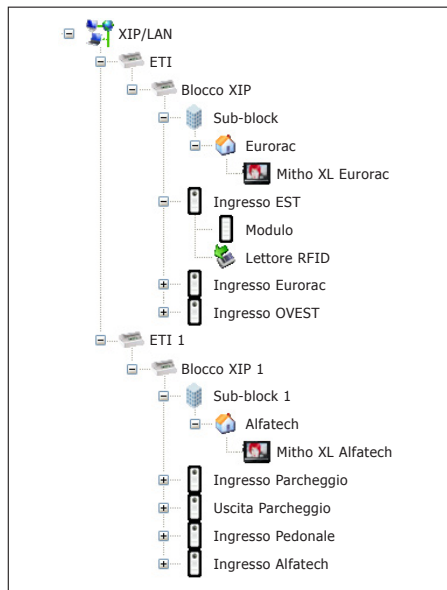 XIP/LAN
ETI
Blocco XIP
Sub-block
Eurorac
Mitho XL Eurorac
Ingresso EST
Modulo
Lettore RFID
Ingresso Eurorac
Ingresso OVEST
ETI 1
Blocco XIP 1
Sub-block 1
Alfatech
Mitho XL Alfatech
Ingresso Parcheggio
Uscita Parcheggio
Ingresso Pedonale
Ingresso Alfatech